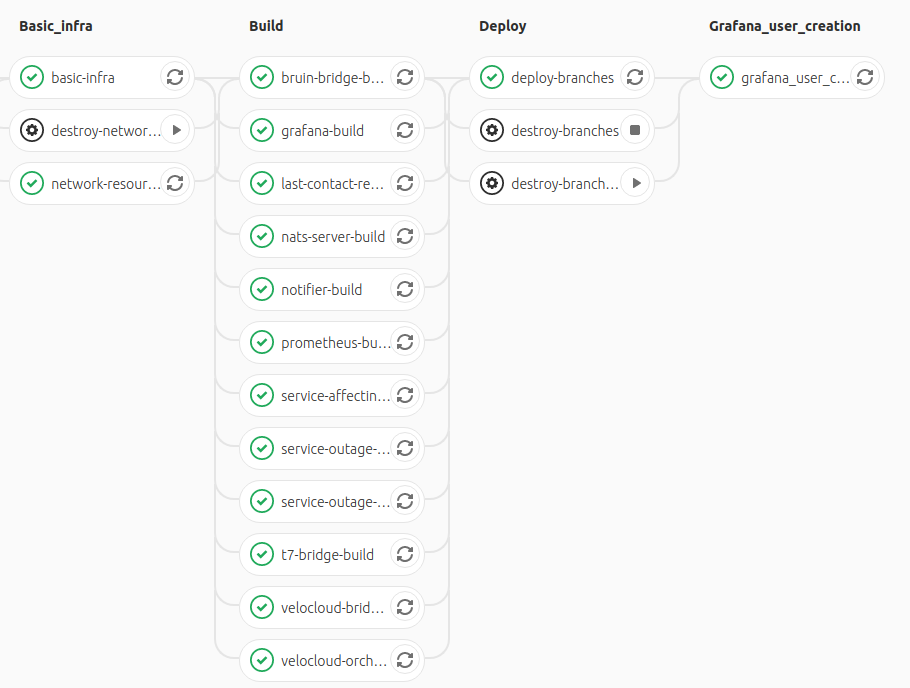 Basic_infra
basic-infra
destroy-networ...
network-resour...
Build
bruin-bridge-b...
grafana-build
last-contact-re...
nats-server-build
notifier-build
prometheus-bu...
service-affectin...
service-outage-...
service-outage-...
t7-bridge-build
velocloud-brid...
velocloud-orch...
Deploy
deploy-branches
destroy-branches
destroy-branch...
Grafana_user_creation
grafana_user_c...